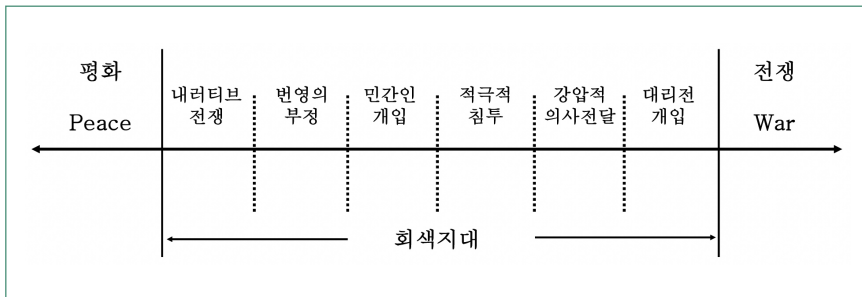 평화
Peace
내러티브
전쟁
번영의
부정
민간인
개입
적극적
침투
강압적
의사전달
대리전
개입
전쟁
War
회색지대